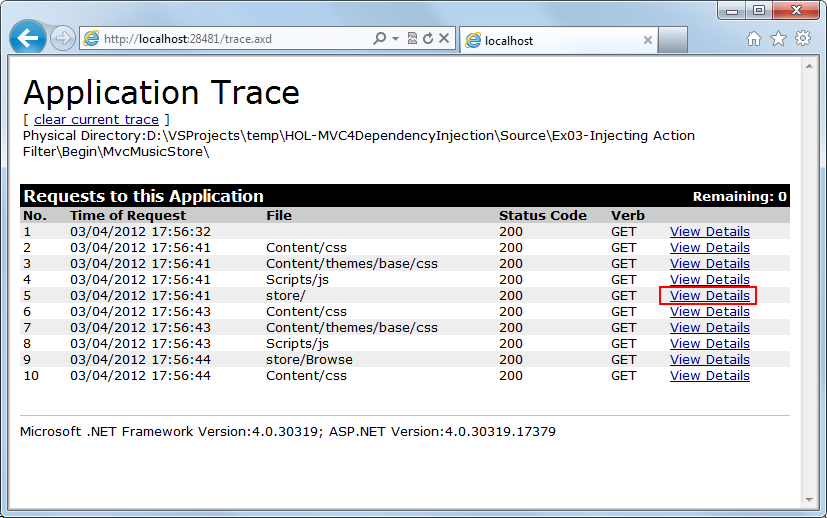 http://localhost:28481/trace.axd
localhost
Application Trace
[ clear current trace ]
Physical Directory:D:\VSProjects\temp\HOL-MVC4DependencyInjection\Source\Ex03-Injecting Action
Filter\Begin\MvcMusicStore\
Requests to this Application Remaining: 0
No. Time of Request File Status Code Verb
1 03/04/2012 17:56:32 200 GET View Details
2 03/04/2012 17:56:41 Content/css 200 GET View Details
3 03/04/2012 17:56:41 Content/themes/base/css 200 GET View Details
4 03/04/2012 17:56:41 Scripts/js 200 GET View Details
5 03/04/2012 17:56:41 store/ 200 GET View Details
6 03/04/2012 17:56:43 Content/css 200 GET View Details
7 03/04/2012 17:56:43 Content/themes/base/css 200 GET View Details
8 03/04/2012 17:56:43 Scripts/js 200 GET View Details
9 03/04/2012 17:56:44 store/Browse 200 GET View Details
10 03/04/2012 17:56:44 Content/css 200 GET View Details
Microsoft .NET Framework Version:4.0.30319; ASP.NET Version:4.0.30319.17379